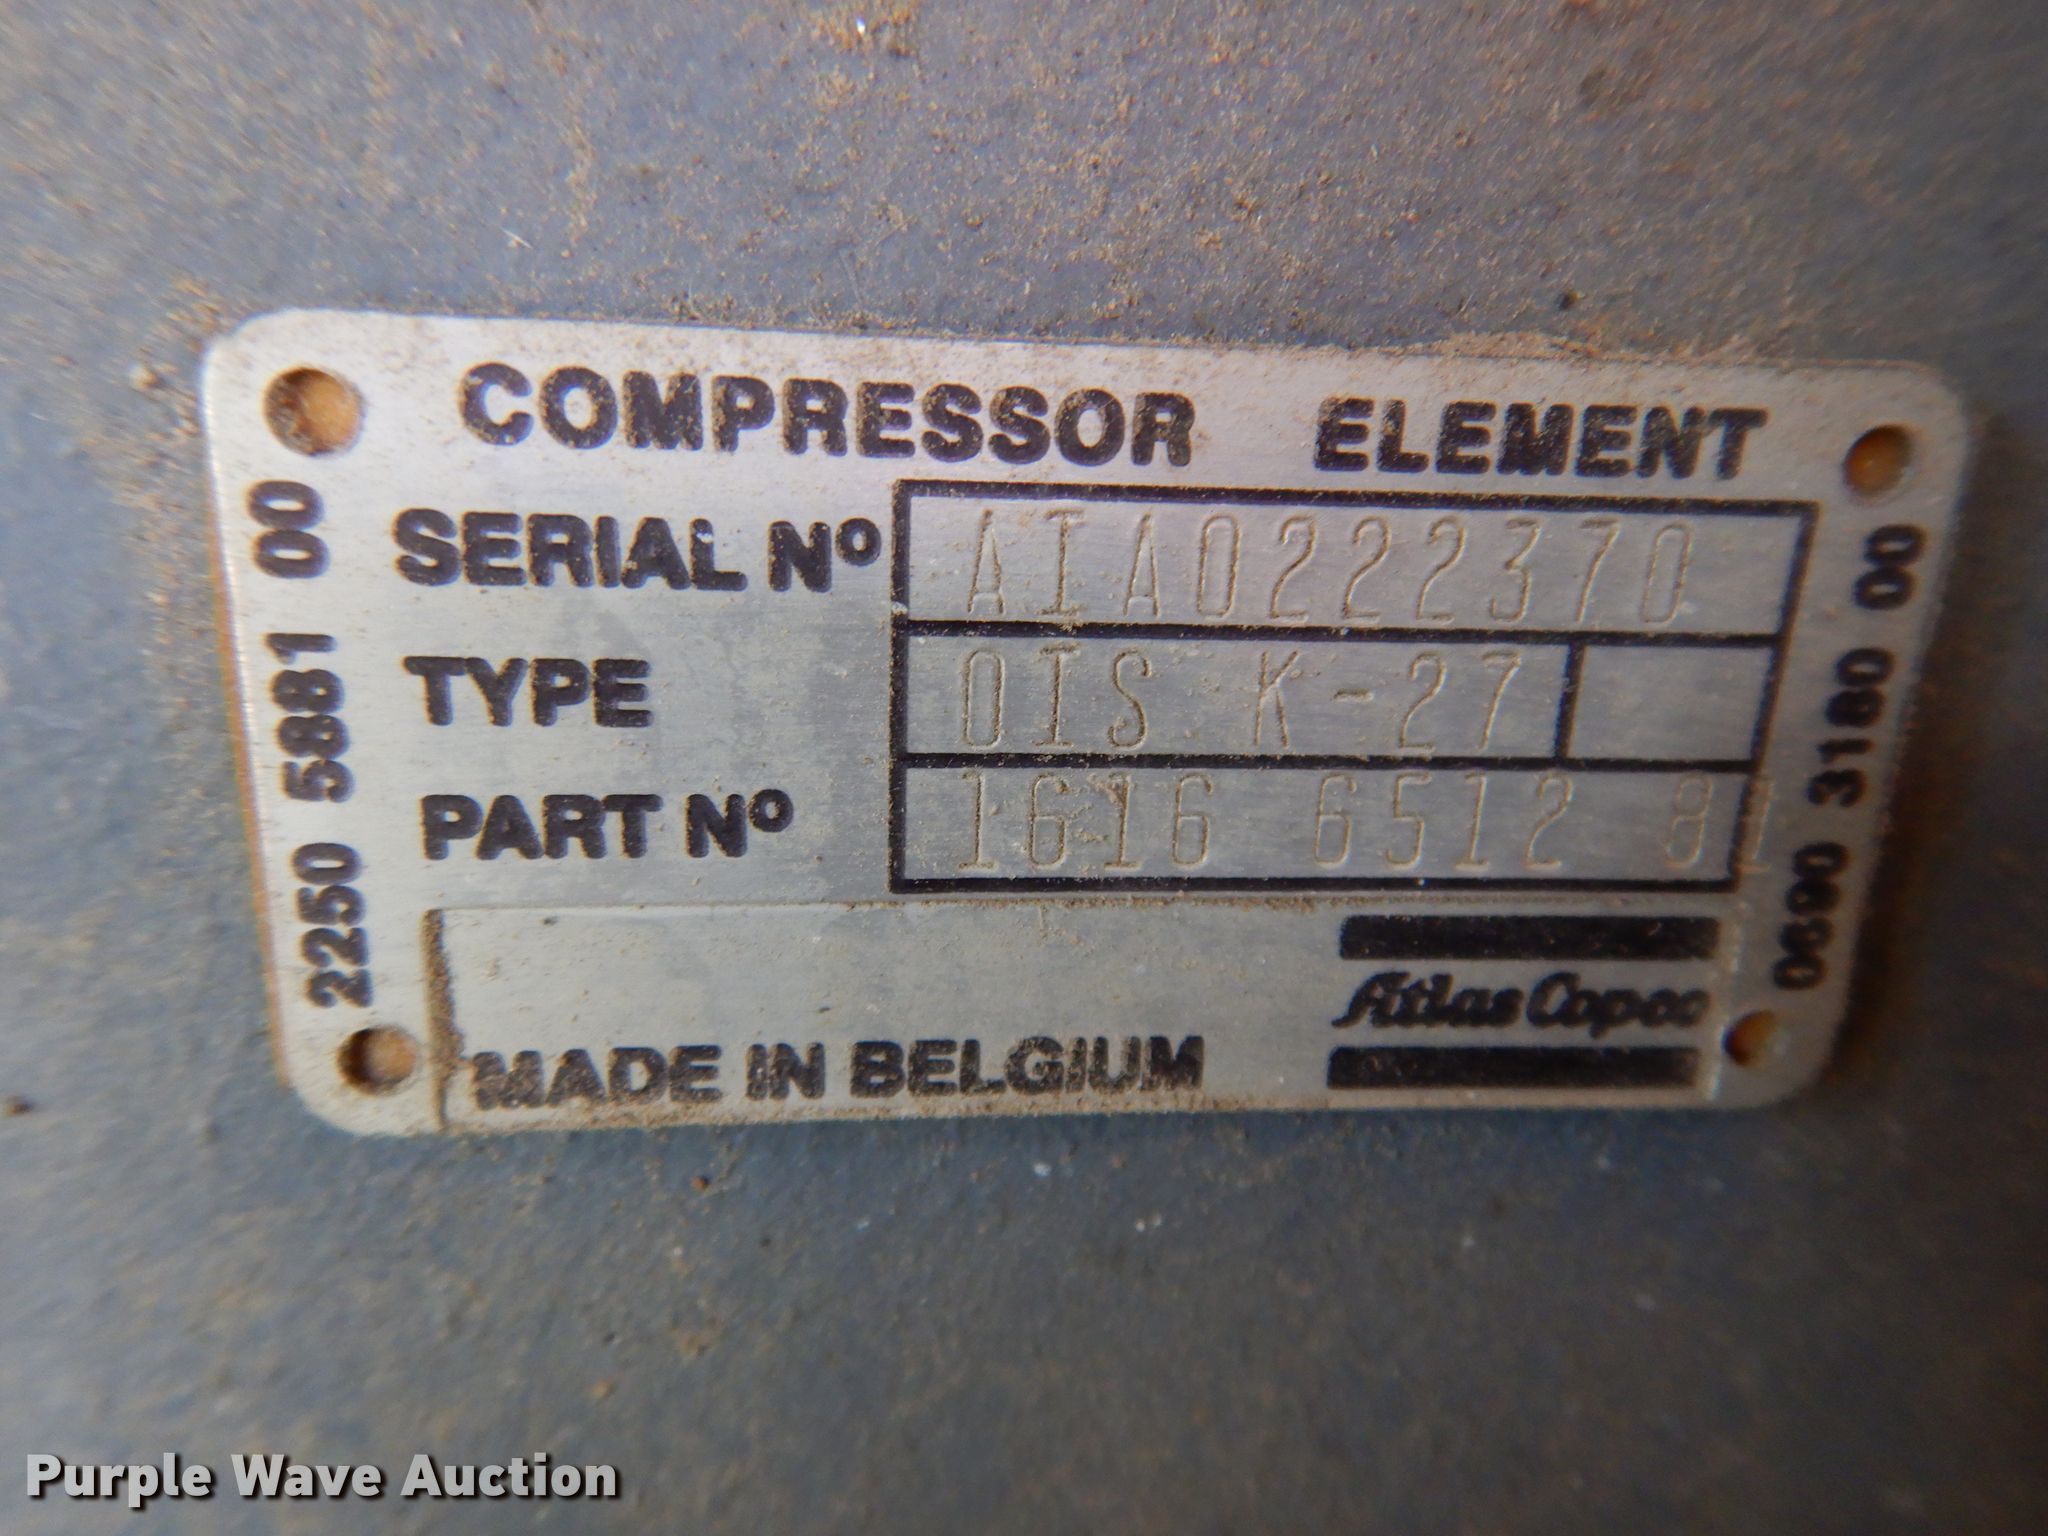 COMPRESSOR ELEMENT
SERIAL Nº AIA0222370
TYPE OIS K-27
PART Nº 1616 6512 81
MADE IN BELGIUM
Atlas Copco
2250 5881 00
0690 3180 00
Purple Wave Auction